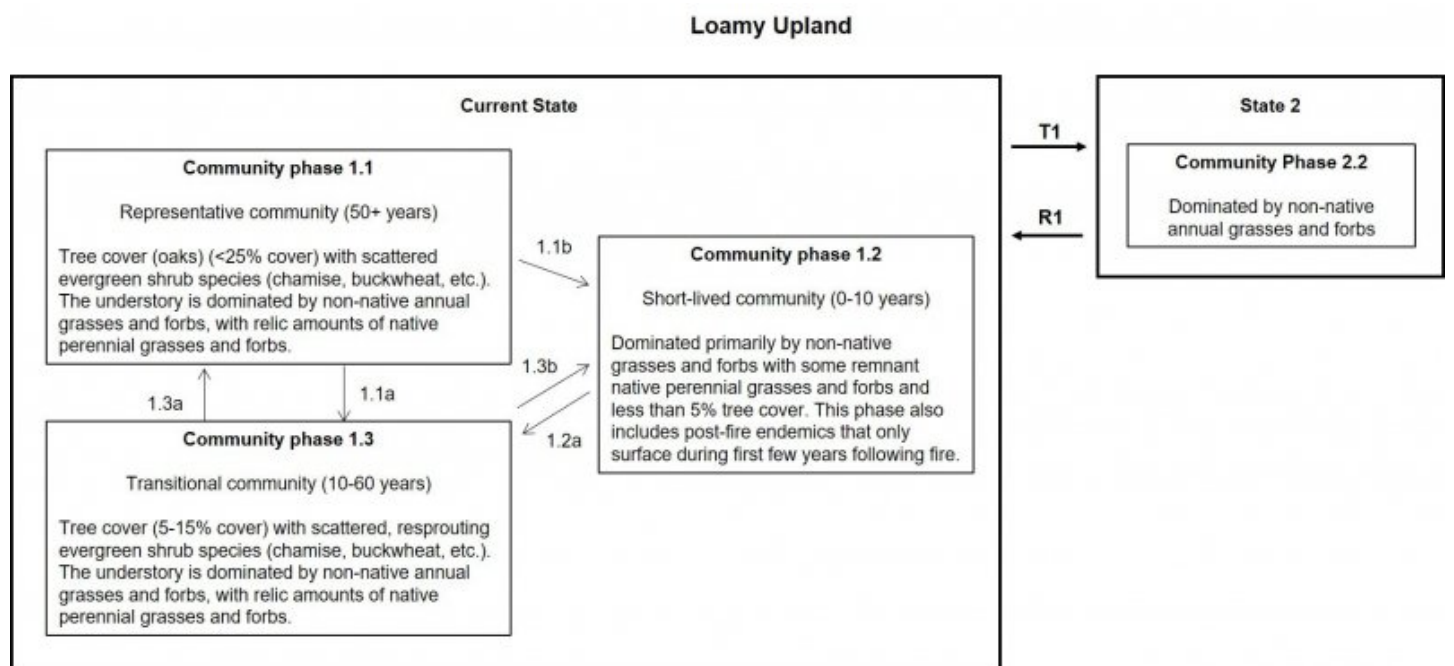 Loamy Upland
Current State
Community phase 1.1
Representative community (50+ years)
Tree cover (oaks) (<25% cover) with scattered
evergreen shrub species (chamise, buckwheat, etc.).
The understory is dominated by non-native annual
grasses and forbs, with relic amounts of native
perennial grasses and forbs.
1.1b
1.3a
1.1a
1.3b
1.2a
Community phase 1.2
Short-lived community (0-10 years)
Dominated primarily by non-native
grasses and forbs with some remnant
native perennial grasses and forbs and
less than 5% tree cover. This phase also
includes post-fire endemics that only
surface during first few years following fire.
Community phase 1.3
Transitional community (10-60 years)
Tree cover (5-15% cover) with scattered, resprouting
evergreen shrub species (chamise, buckwheat, etc.).
The understory is dominated by non-native annual
grasses and forbs, with relic amounts of native
perennial grasses and forbs.
T1
R1
State 2
Community Phase 2.2
Dominated by non-native
annual grasses and forbs